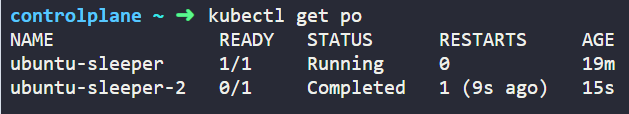 controlplane ~ ➜ kubectl get po
NAME READY STATUS RESTARTS AGE
ubuntu-sleeper 1/1 Running 0 19m
ubuntu-sleeper-2 0/1 Completed 1 (9s ago) 15s